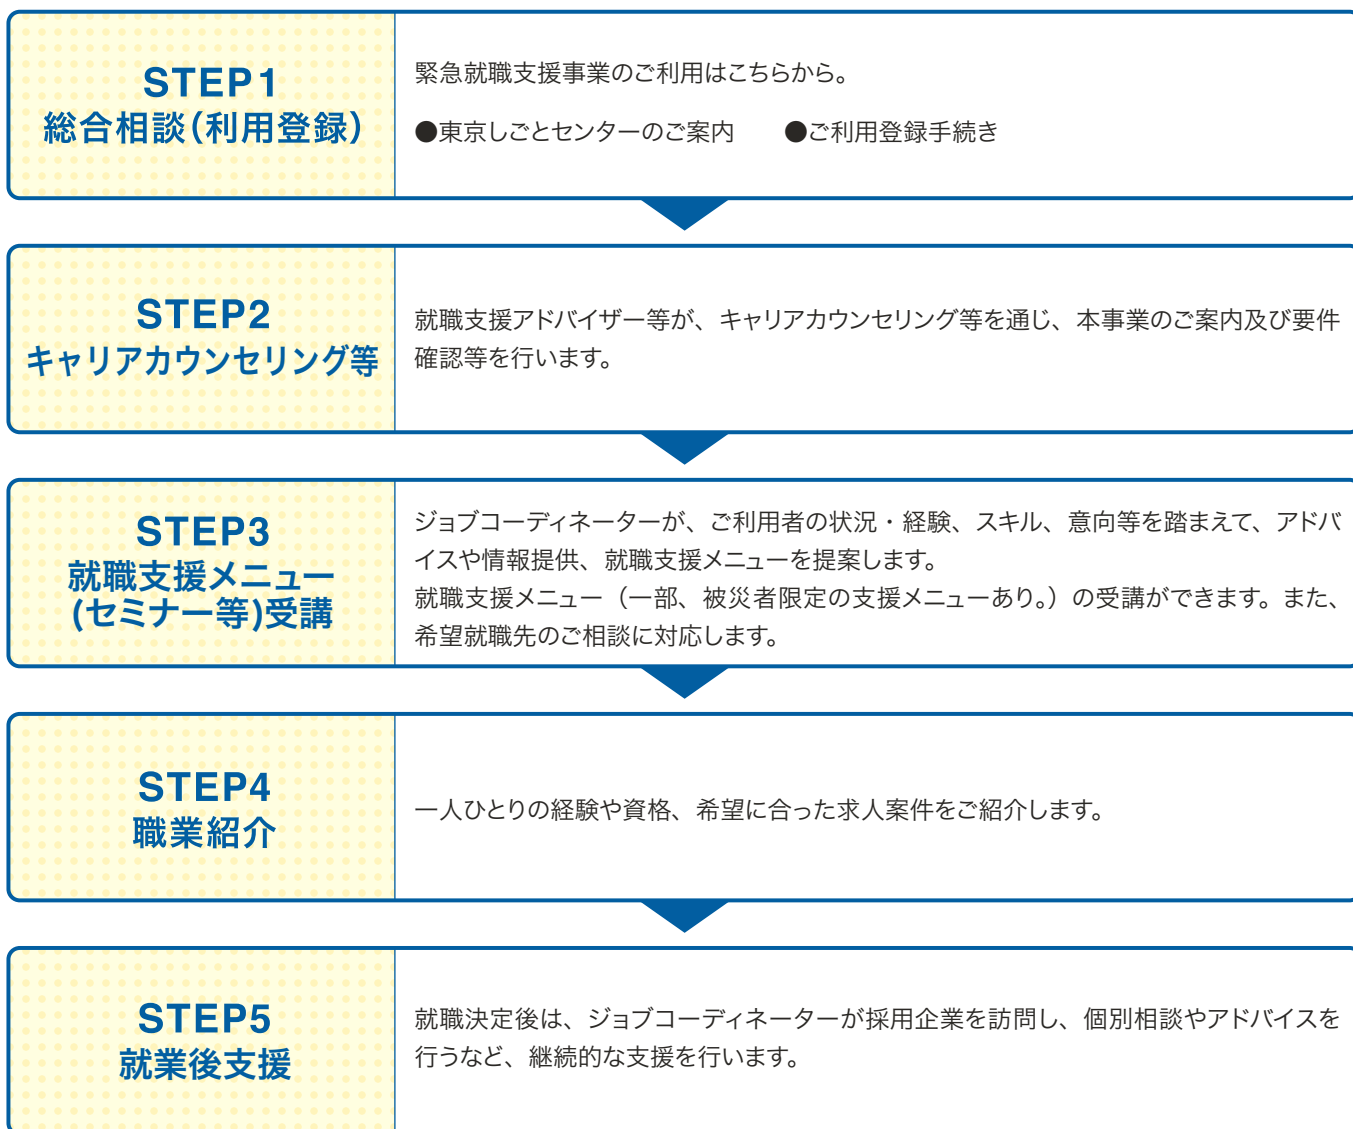 STEP1
総合相談(利用登録)
緊急就職支援事業のご利用はこちらから。
●東京しごとセンターのご案内　　●ご利用登録手続き
STEP2
キャリアカウンセリング等
就職支援アドバイザー等が、キャリアカウンセリング等を通じ、本事業のご案内及び要件
確認等を行います。
STEP3
就職支援メニュー
(セミナー等)受講
ジョブコーディネーターが、ご利用者の状況・経験、スキル、意向等を踏まえて、アドバ
イスや情報提供、就職支援メニューを提案します。
就職支援メニュー（一部、被災者限定の支援メニューあり。）の受講ができます。また、
希望就職先のご相談に対応します。
STEP4
職業紹介
一人ひとりの経験や資格、希望に合った求人案件をご紹介します。
STEP5
就業後支援
就職決定後は、ジョブコーディネーターが採用企業を訪問し、個別相談やアドバイスを
行うなど、継続的な支援を行います。